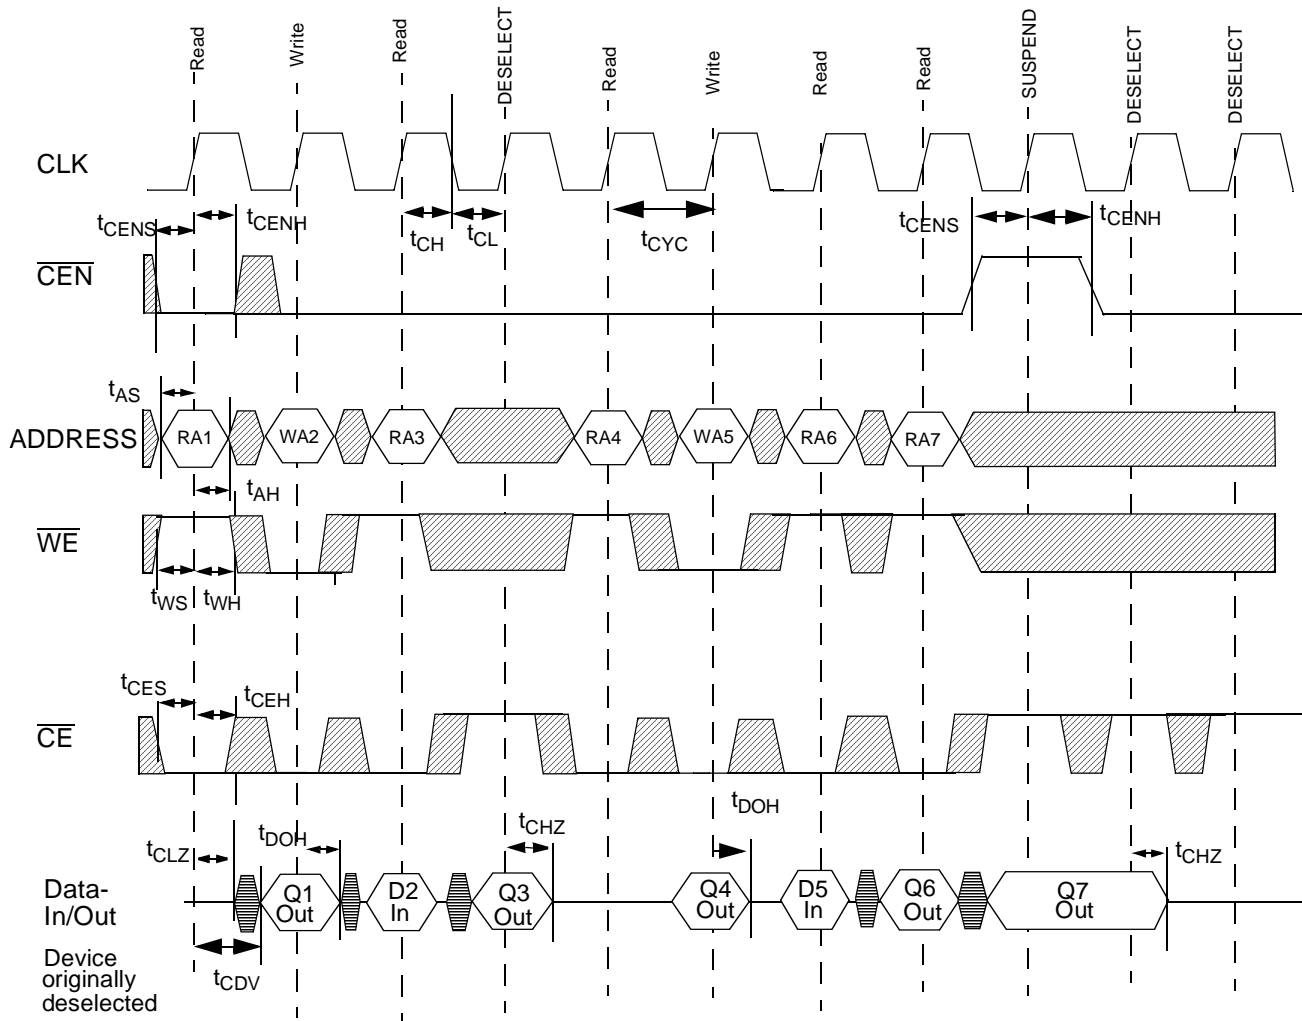 Read
Write
Read
DESELECT
Read
Write
Read
Read
SUSPEND
DESELECT
DESELECT
CLK
tCENS
tCENH
tCH
tCL
tCYC
tCENS
tCENH
CEN
tAS
ADDRESS
RA1
WA2
RA3
RA4
WA5
RA6
RA7
tAH
WE
tWS
tWH
tCES
tCEH
CE
tDOH
tCLZ
tDOH
tCHZ
tCHZ
Data-
In/Out
Q1
Out
D2
In
Q3
Out
Q4
Out
D5
In
Q6
Out
Q7
Out
tCDV
Device
originally
deselected